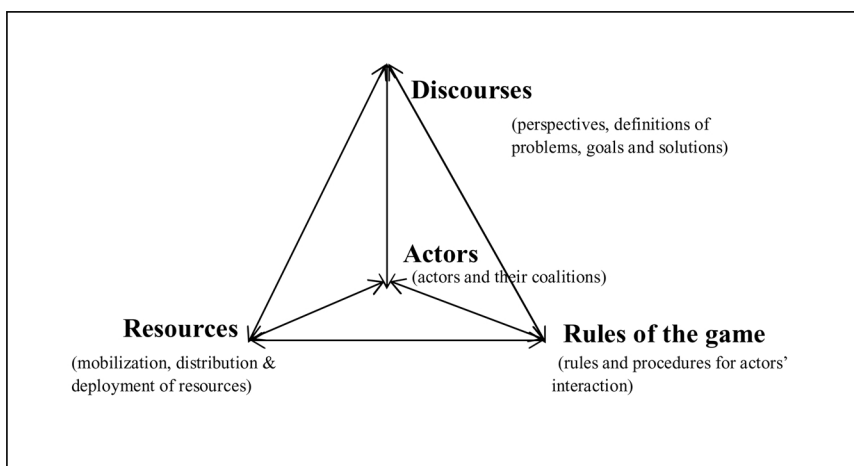 Discourses
(perspectives, definitions of
problems, goals and solutions)
Actors
(actors and their coalitions)
Resources
(mobilization, distribution &
deployment of resources)
Rules of the game
(rules and procedures for actors’
interaction)